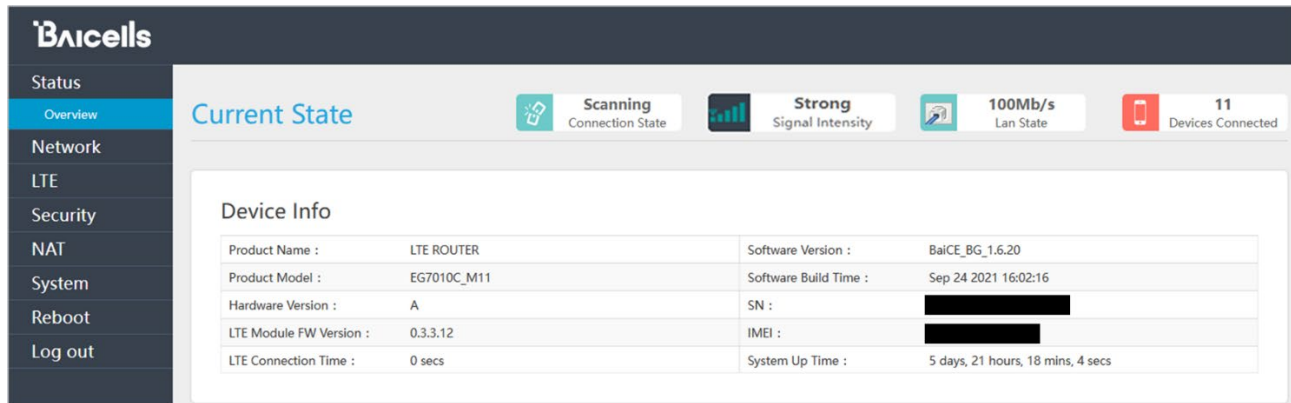 Baicells
Status
Overview
Network
LTE
Security
NAT
System
Reboot
Log out
Current State
Scanning
Connection State
Strong
Signal Intensity
100Mb/s
Lan State
11
Devices Connected
Device Info
Product Name : LTE ROUTER Software Version : BaiCE_BG_1.6.20
Product Model : EG7010C_M11 Software Build Time : Sep 24 2021 16:02:16
Hardware Version : A SN :
LTE Module FW Version : 0.3.3.12 IMEI :
LTE Connection Time : 0 secs System Up Time : 5 days, 21 hours, 18 mins, 4 secs